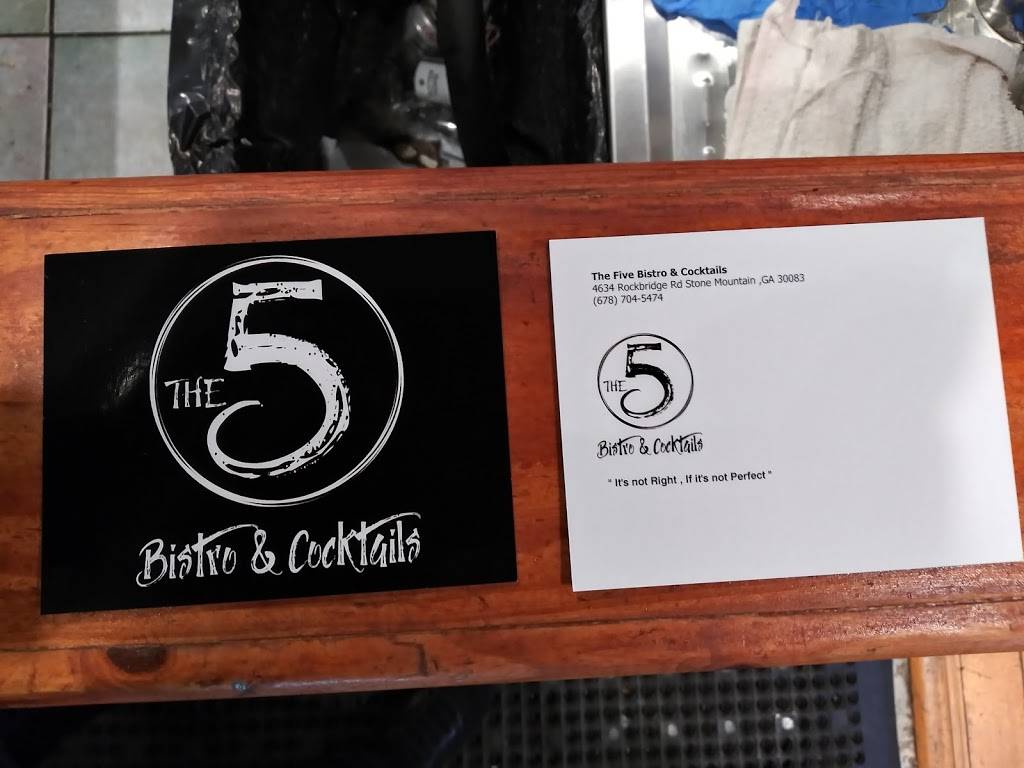 THE 5
Bistro & Cocktails
The Five Bistro & Cocktails
4634 Rockbridge Rd Stone Mountain ,GA 30083
(678) 704-5474
THE 5
Bistro & Cocktails
" It's not Right , If it's not Perfect "